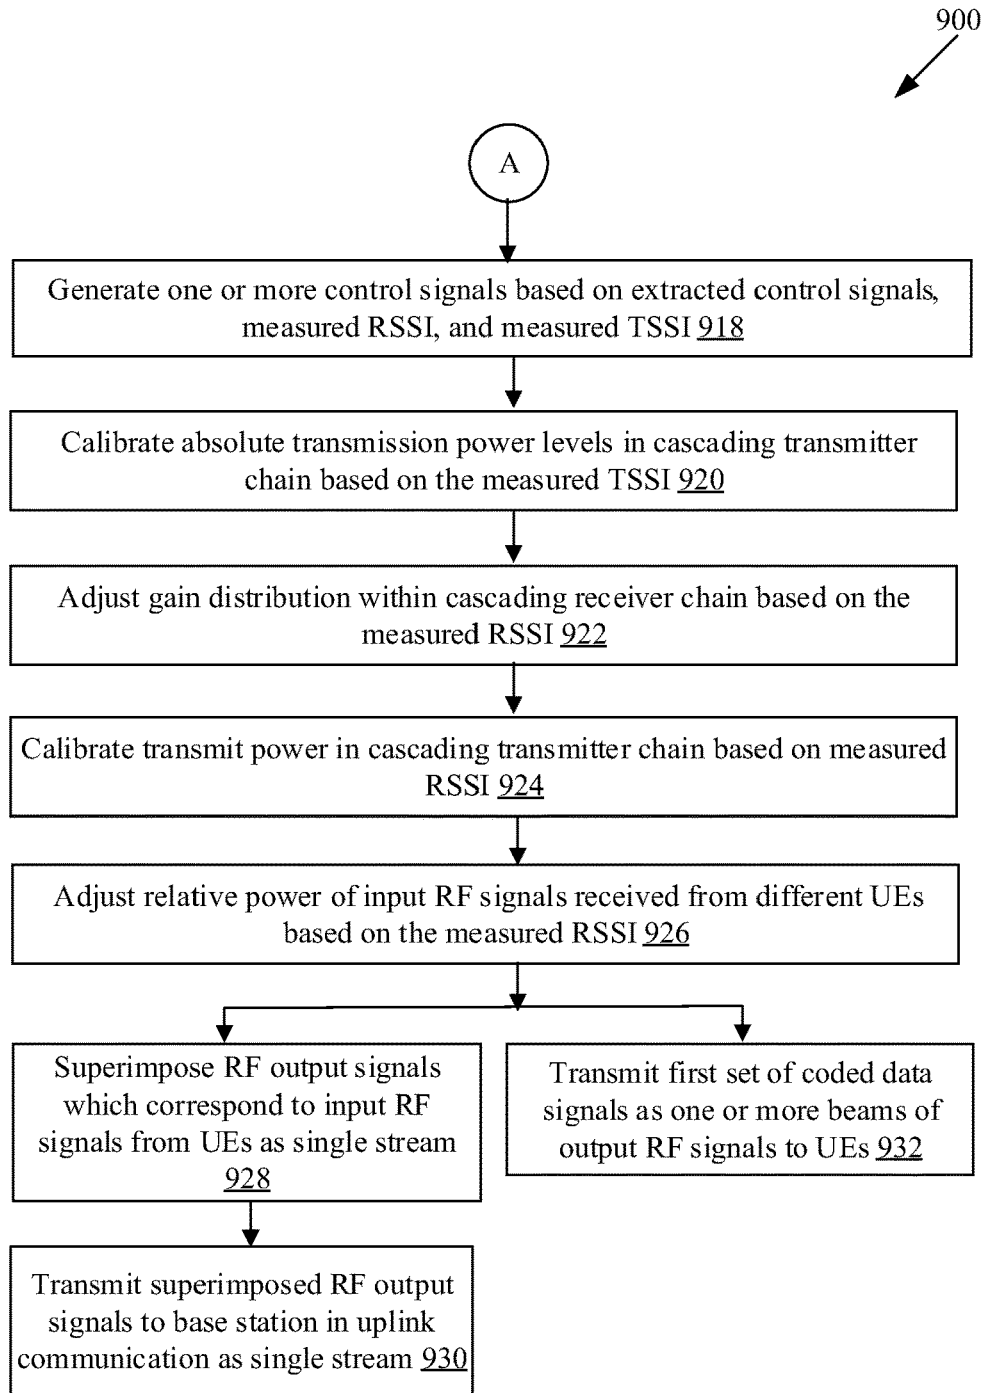 900
A
Generate one or more control signals based on extracted control signals,
measured RSSI, and measured TSSI 918
Calibrate absolute transmission power levels in cascading transmitter
chain based on the measured TSSI 920
Adjust gain distribution within cascading receiver chain based on the
measured RSSI 922
Calibrate transmit power in cascading transmitter chain based on measured
RSSI 924
Adjust relative power of input RF signals received from different UEs
based on the measured RSSI 926
Superimpose RF output signals
which correspond to input RF
signals from UEs as single stream
928
Transmit first set of coded data
signals as one or more beams of
output RF signals to UEs 932
Transmit superimposed RF output
signals to base station in uplink
communication as single stream 930